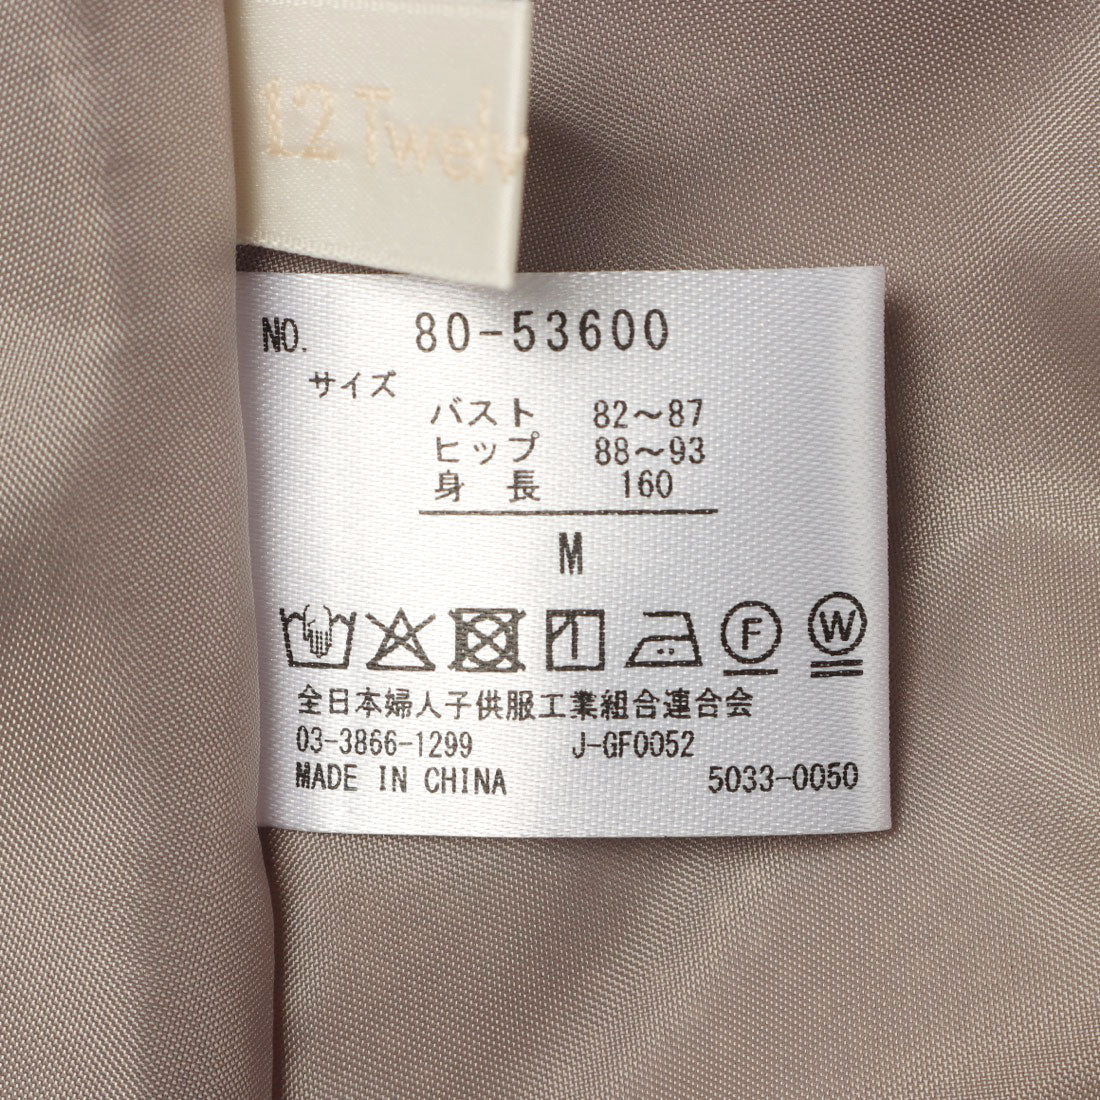 12 Twelv
NO. 80-53600
サイズ
バスト 82～87
ヒップ 88～93
身長 160
M
F W
全日本婦人子供服工業組合連合会
03-3866-1299 J-GF0052
MADE IN CHINA 5033-0050